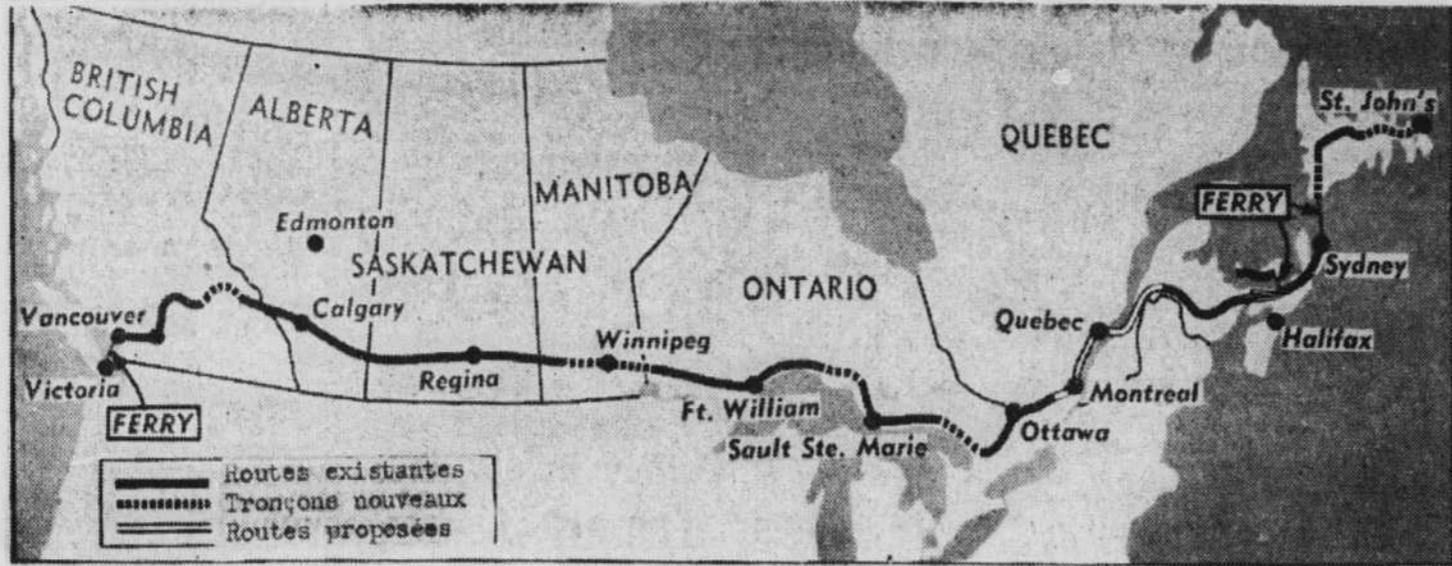 BRITISH
COLUMBIA
ALBERTA
Edmonton
SASKATCHEWAN
MANITOBA
ONTARIO
QUEBEC
St. John's
FERRY
Sydney
Halifax
Quebec
Montreal
Ottawa
Sault Ste. Marie
Ft. William
Winnipeg
Regina
Calgary
Vancouver
Victoria
FERRY
Routes existantes
Tronçons nouveaux
Routes proposées